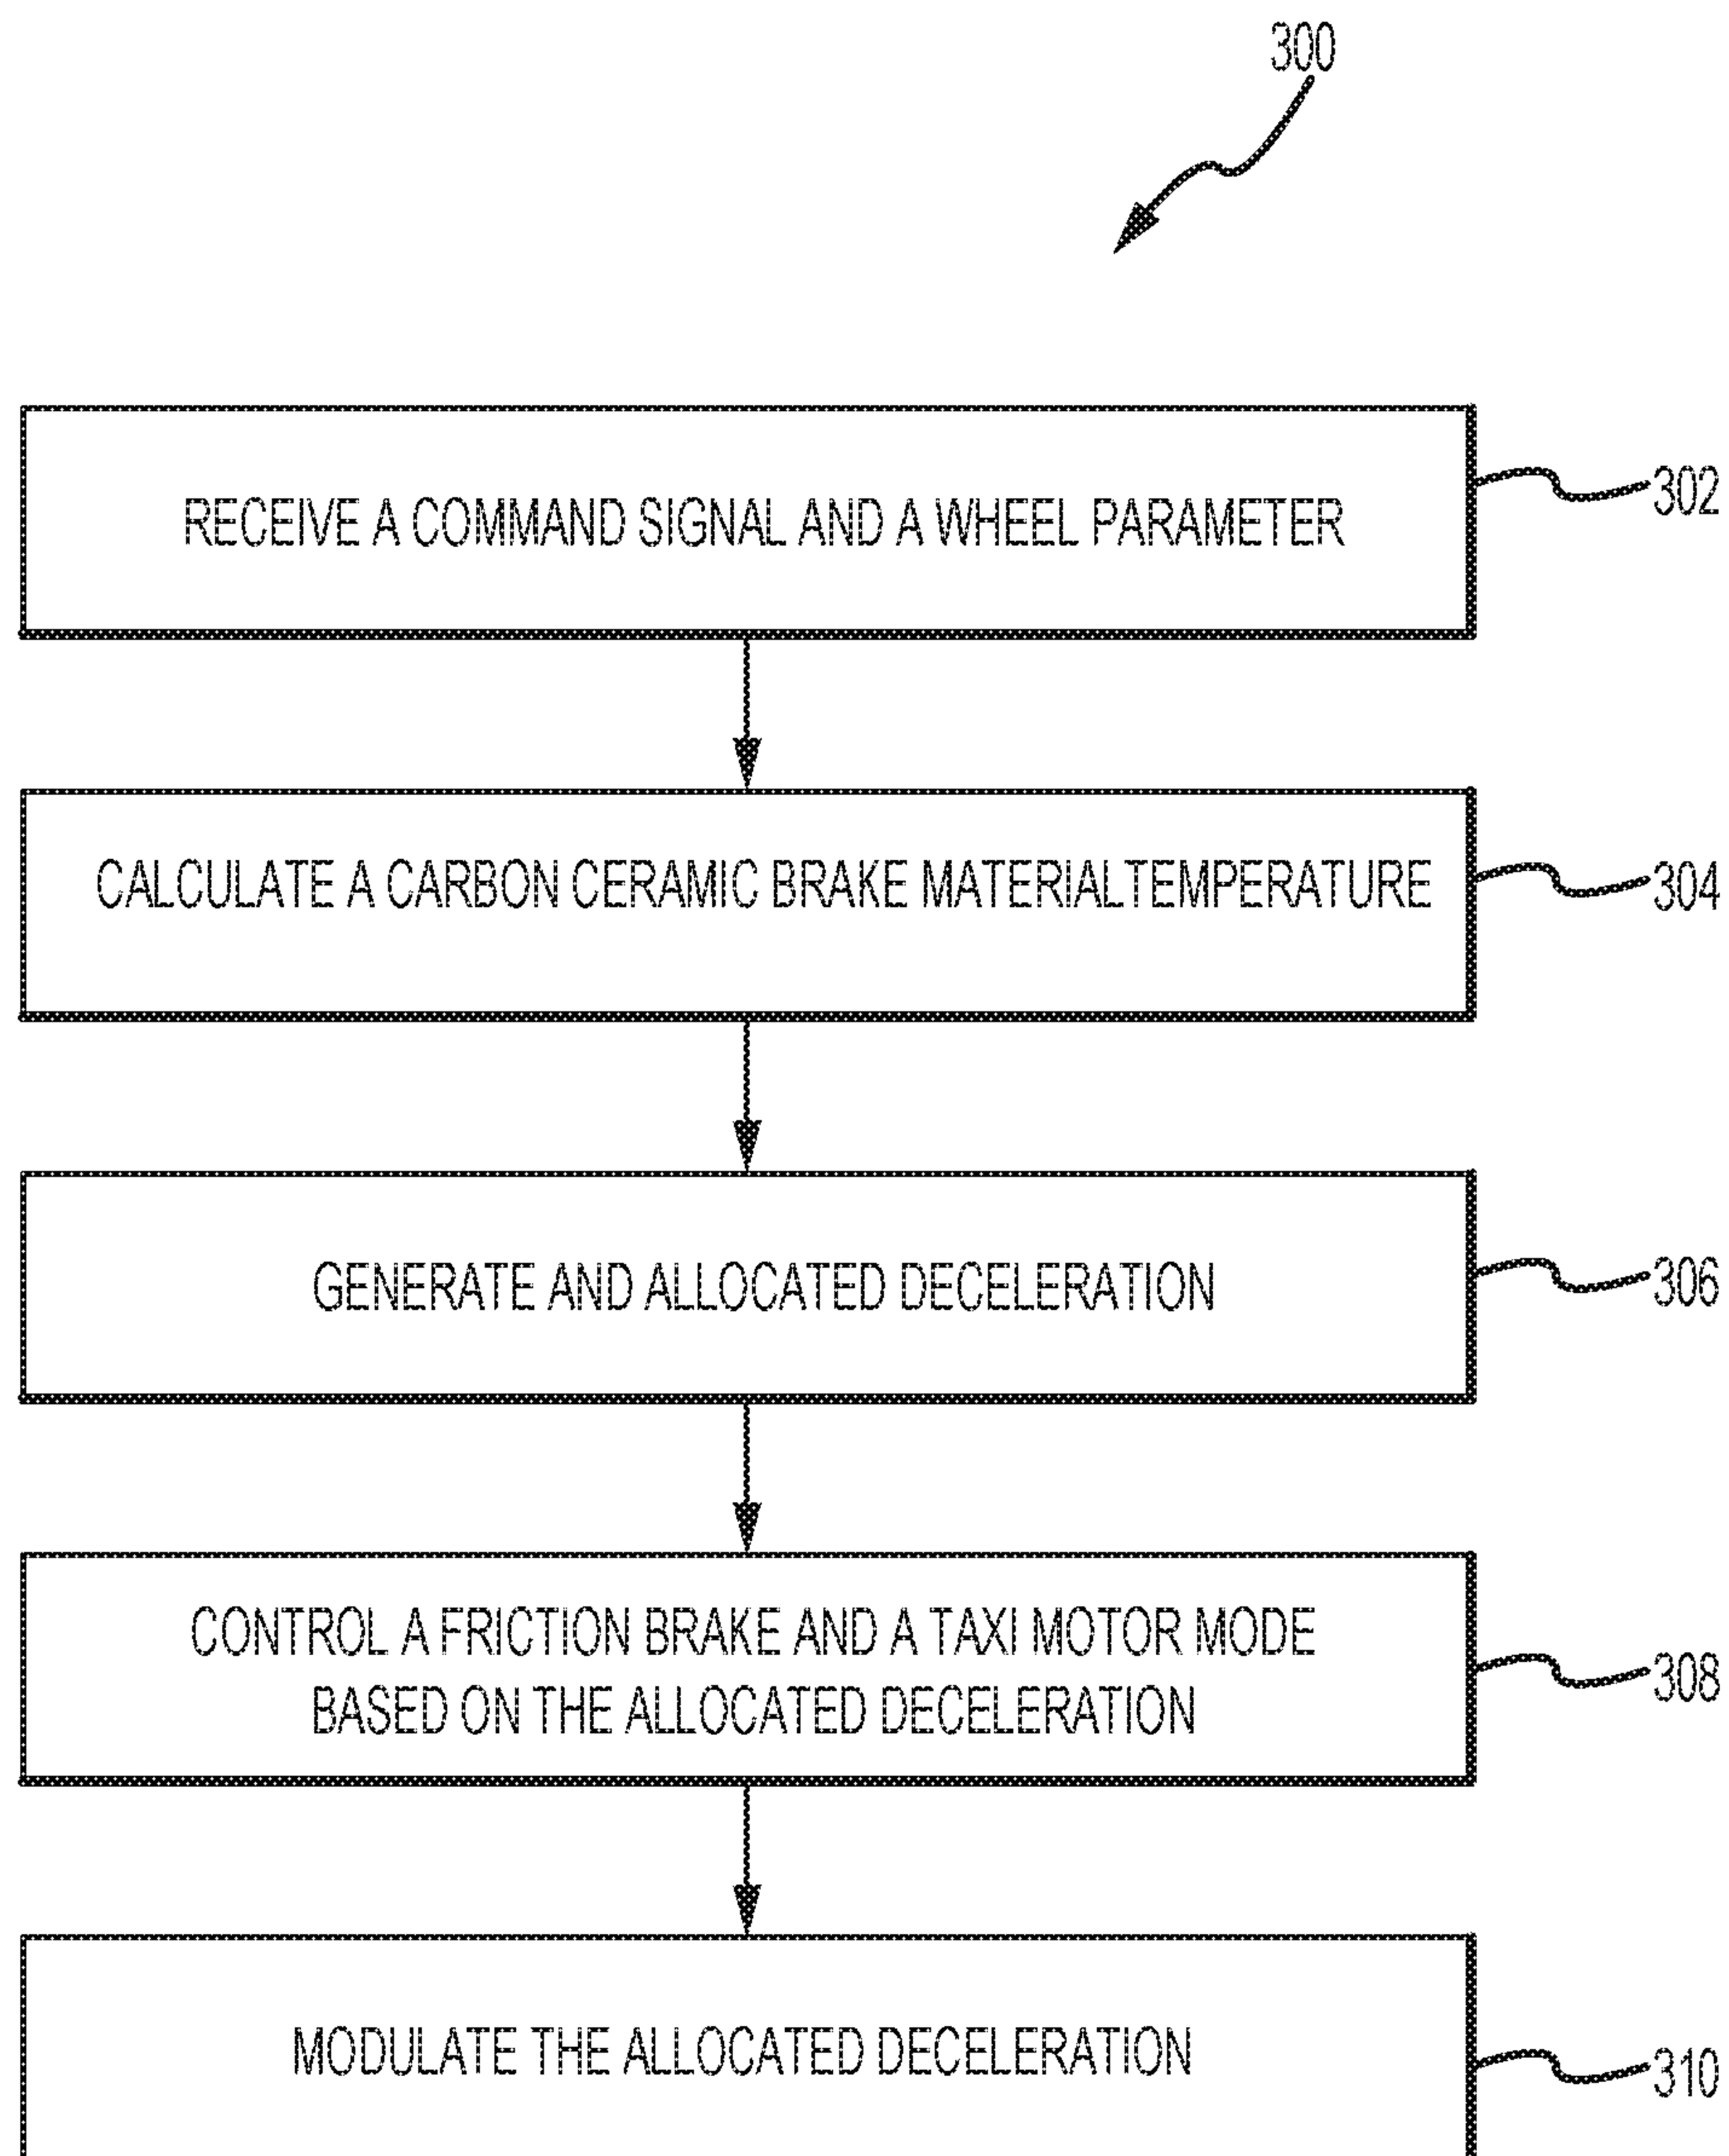 300
RECEIVE A COMMAND SIGNAL AND A WHEEL PARAMETER
302
CALCULATE A CARBON CERAMIC BRAKE MATERIALTEMPERATURE
304
GENERATE AND ALLOCATED DECELERATION
306
CONTROL A FRICTION BRAKE AND A TAXI MOTOR MODE
BASED ON THE ALLOCATED DECELERATION
308
MODULATE THE ALLOCATED DECELERATION
310